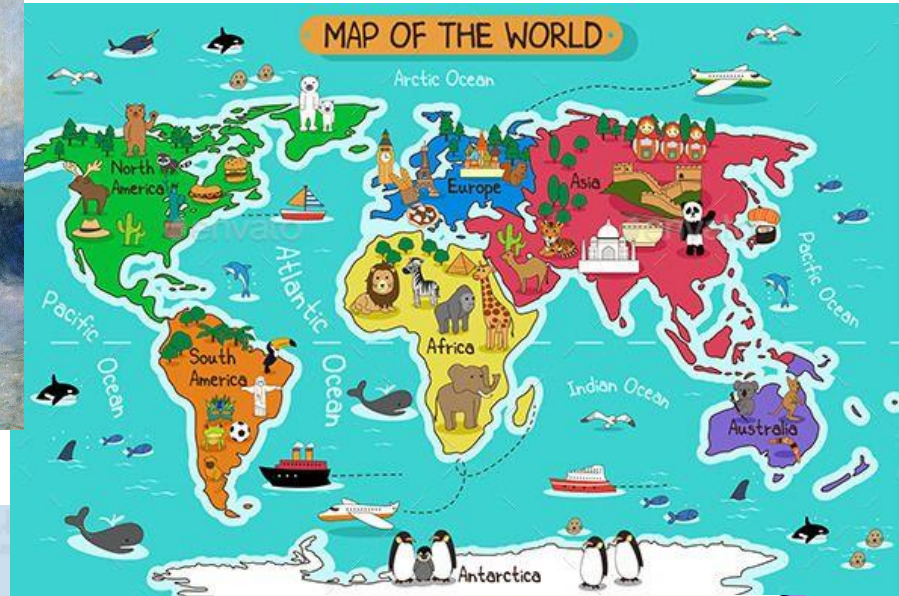 MAP OF THE WORLD
Arctic Ocean
North
America
Europe
Asia
envato
Atlantic
Ocean
Pacific
Ocean
Pacific Ocean
South
America
Africa
Indian Ocean
Australia
Antarctica